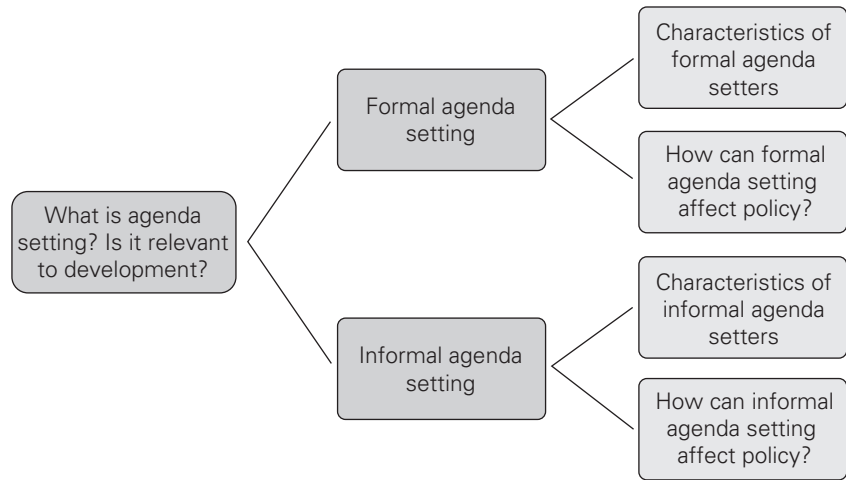 What is agenda
setting? Is it relevant
to development?
Formal agenda
setting
Characteristics of
formal agenda
setters
How can formal
agenda setting
affect policy?
Informal agenda
setting
Characteristics of
informal agenda
setters
How can informal
agenda setting
affect policy?